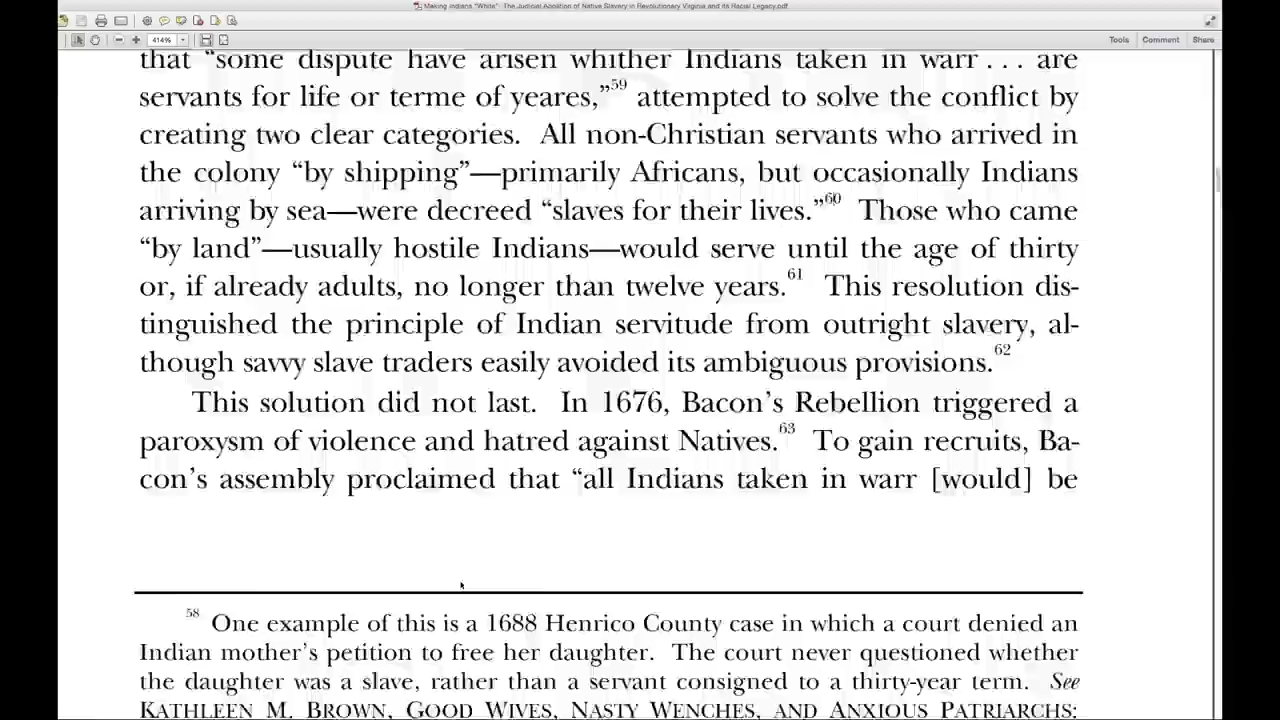 Making Indians "White": The Judicial Abolition of Native Slavery in Revolutionary Virginia and its Racial Legacy.pdf
414%
Tools Comment Share
that “some dispute have arisen whither Indians taken in warr . . . are
servants for life or terme of yeares,”59 attempted to solve the conflict by
creating two clear categories. All non-Christian servants who arrived in
the colony “by shipping”—primarily Africans, but occasionally Indians
arriving by sea—were decreed “slaves for their lives.”60 Those who came
“by land”—usually hostile Indians—would serve until the age of thirty
or, if already adults, no longer than twelve years.61 This resolution dis-
tinguished the principle of Indian servitude from outright slavery, al-
though savvy slave traders easily avoided its ambiguous provisions.62
This solution did not last. In 1676, Bacon’s Rebellion triggered a
paroxysm of violence and hatred against Natives.63 To gain recruits, Ba-
con’s assembly proclaimed that “all Indians taken in warr [would] be
58 One example of this is a 1688 Henrico County case in which a court denied an
Indian mother’s petition to free her daughter. The court never questioned whether
the daughter was a slave, rather than a servant consigned to a thirty-year term. See
KATHLEEN M. BROWN, GOOD WIVES, NASTY WENCHES, AND ANXIOUS PATRIARCHS: